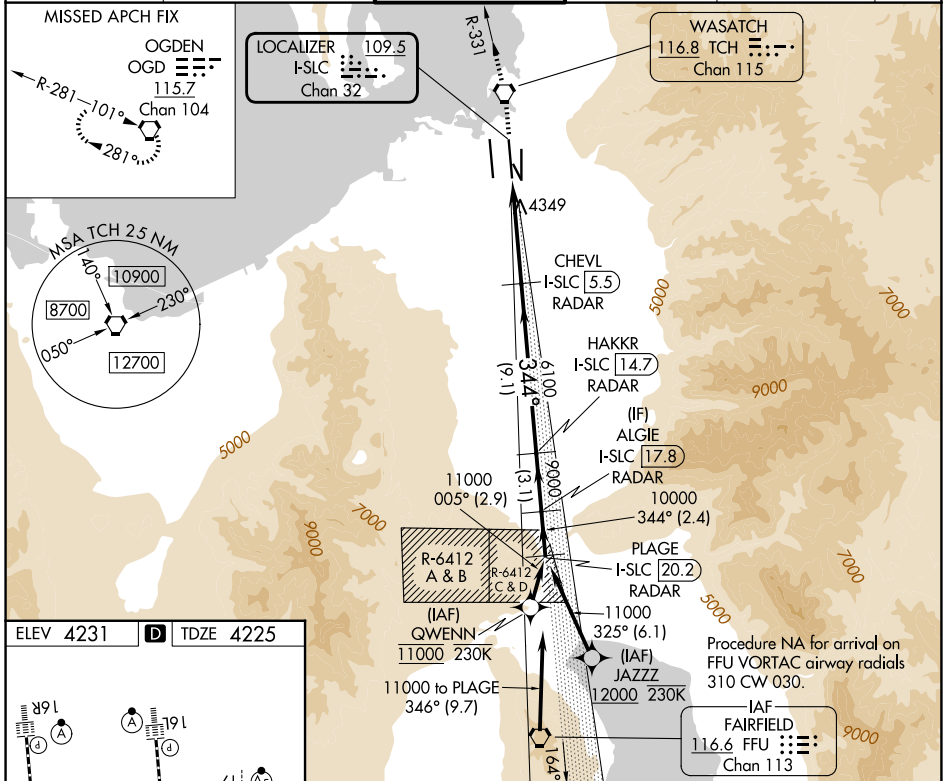 MISSED APCH FIX
OGDEN
OGD
115.7
Chan 104
R-281—101°
281°
LOCALIZER 109.5
I-SLC
Chan 32
R-331
WASATCH
116.8 TCH
Chan 115
4349
MSA TCH 25 NM
140°
10900
230°
8700
050°
12700
CHEVL
I-SLC 5.5
RADAR
5000
7000
HAKKR
I-SLC 14.7
RADAR
344°
6100
(9.1)
9000
(IF)
ALGIE
I-SLC 17.8
RADAR
5000
9000
(3.1)
11000
005° (2.9)
10000
344° (2.4)
7000
9000
R-6412
A & B
R-6412
C & D
PLAGE
I-SLC 20.2
RADAR
7000
5000
(IAF)
QWENN
11000 230K
11000
325° (6.1)
(IAF)
JAZZZ
12000 230K
Procedure NA for arrival on
FFU VORTAC airway radials
310 CW 030.
11000 to PLAGE
346° (9.7)
IAF
FAIRFIELD
116.6 FFU
Chan 113
9000
164°
ELEV 4231
D
TDZE 4225
16R
A
P
A
16L
P